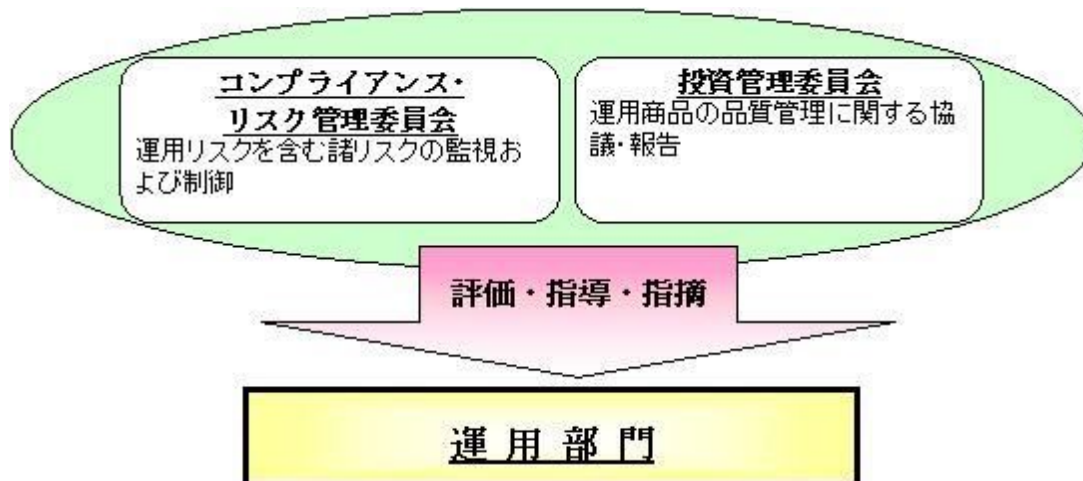 コンプライアンス・
リスク管理委員会
運用リスクを含む諸リスクの監視お
よび制御
投資管理委員会
運用商品の品質管理に関する協
議・報告
評価・指導・指摘
運用部門